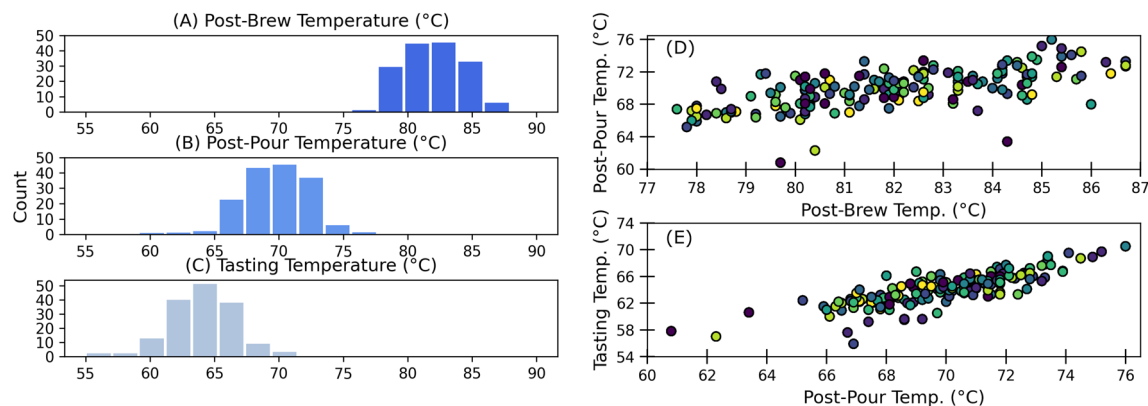 (A) Post-Brew Temperature (°C)
50
40
30
20
10
0
55 60 65 70 75 80 85 90
(B) Post-Pour Temperature (°C)
50
40
30
20
10
0
55 60 65 70 75 80 85 90
Count
(C) Tasting Temperature (°C)
50
40
30
20
10
0
55 60 65 70 75 80 85 90
(D)
Post-Pour Temp. (°C)
76
72
68
64
60
77 78 79 80 81 82 83 84 85 86 87
Post-Brew Temp. (°C)
(E)
Tasting Temp. (°C)
74
70
66
62
58
54
60 62 64 66 68 70 72 74 76
Post-Pour Temp. (°C)